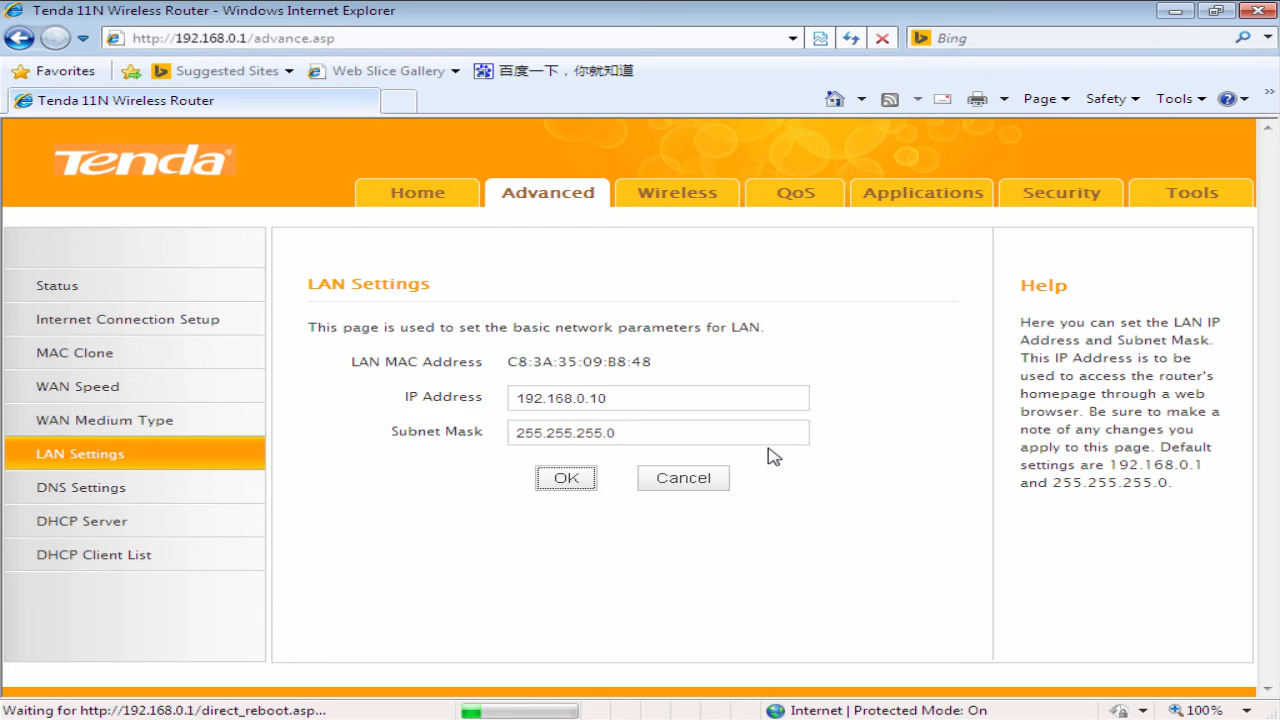 Tenda 11N Wireless Router - Windows Internet Explorer
http://192.168.0.1/advance.asp
Bing
Favorites
Suggested Sites
Web Slice Gallery
百度一下，你就知道
Tenda 11N Wireless Router
Page
Safety
Tools
Tenda
Home
Advanced
Wireless
QoS
Applications
Security
Tools
Status
Internet Connection Setup
MAC Clone
WAN Speed
WAN Medium Type
LAN Settings
DNS Settings
DHCP Server
DHCP Client List
LAN Settings
This page is used to set the basic network parameters for LAN.
LAN MAC Address C8:3A:35:09:B8:48
IP Address 192.168.0.10
Subnet Mask 255.255.255.0
OK
Cancel
Help
Here you can set the LAN IP
Address and Subnet Mask.
This IP Address is to be
used to access the router's
homepage through a web
browser. Be sure to make a
note of any changes you
apply to this page. Default
settings are 192.168.0.1
and 255.255.255.0.
Waiting for http://192.168.0.1/direct_reboot.asp...
Internet | Protected Mode: On
100%